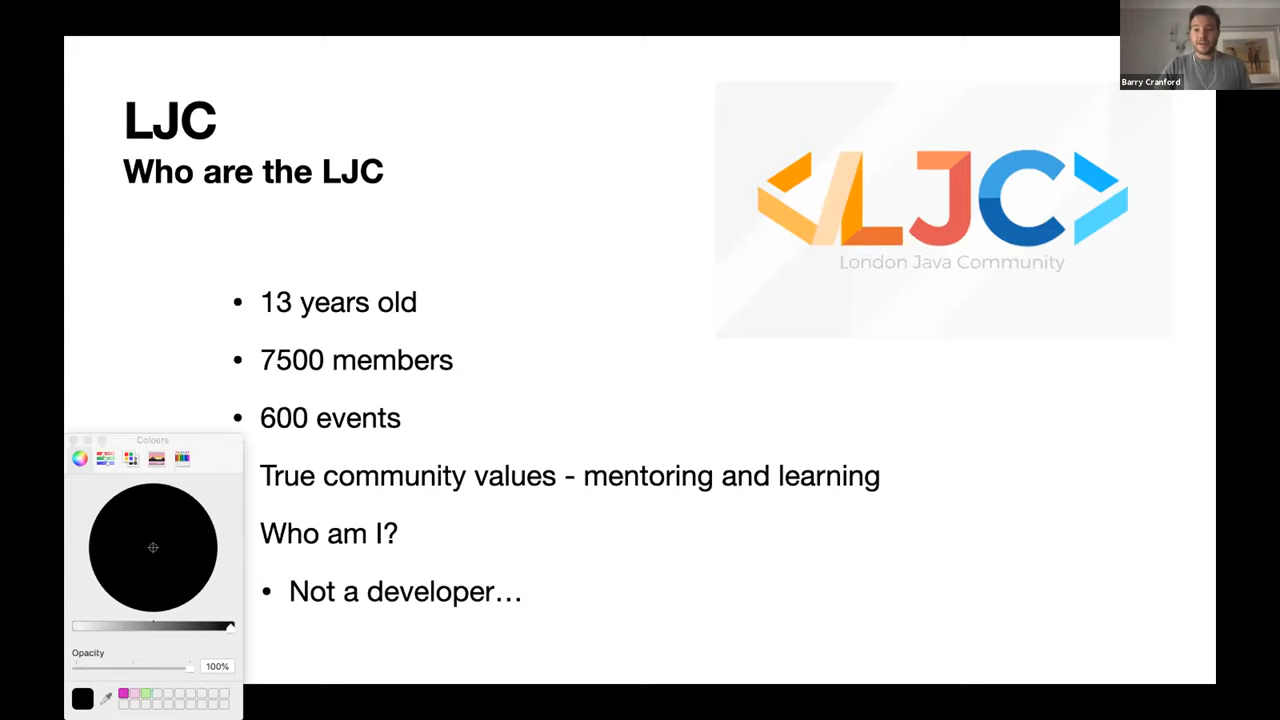 Barry Cranford
LJC
Who are the LJC
<LJC>
London Java Community
• 13 years old
• 7500 members
• 600 events
True community values - mentoring and learning
Who am I?
• Not a developer…
Colours
Opacity
100%